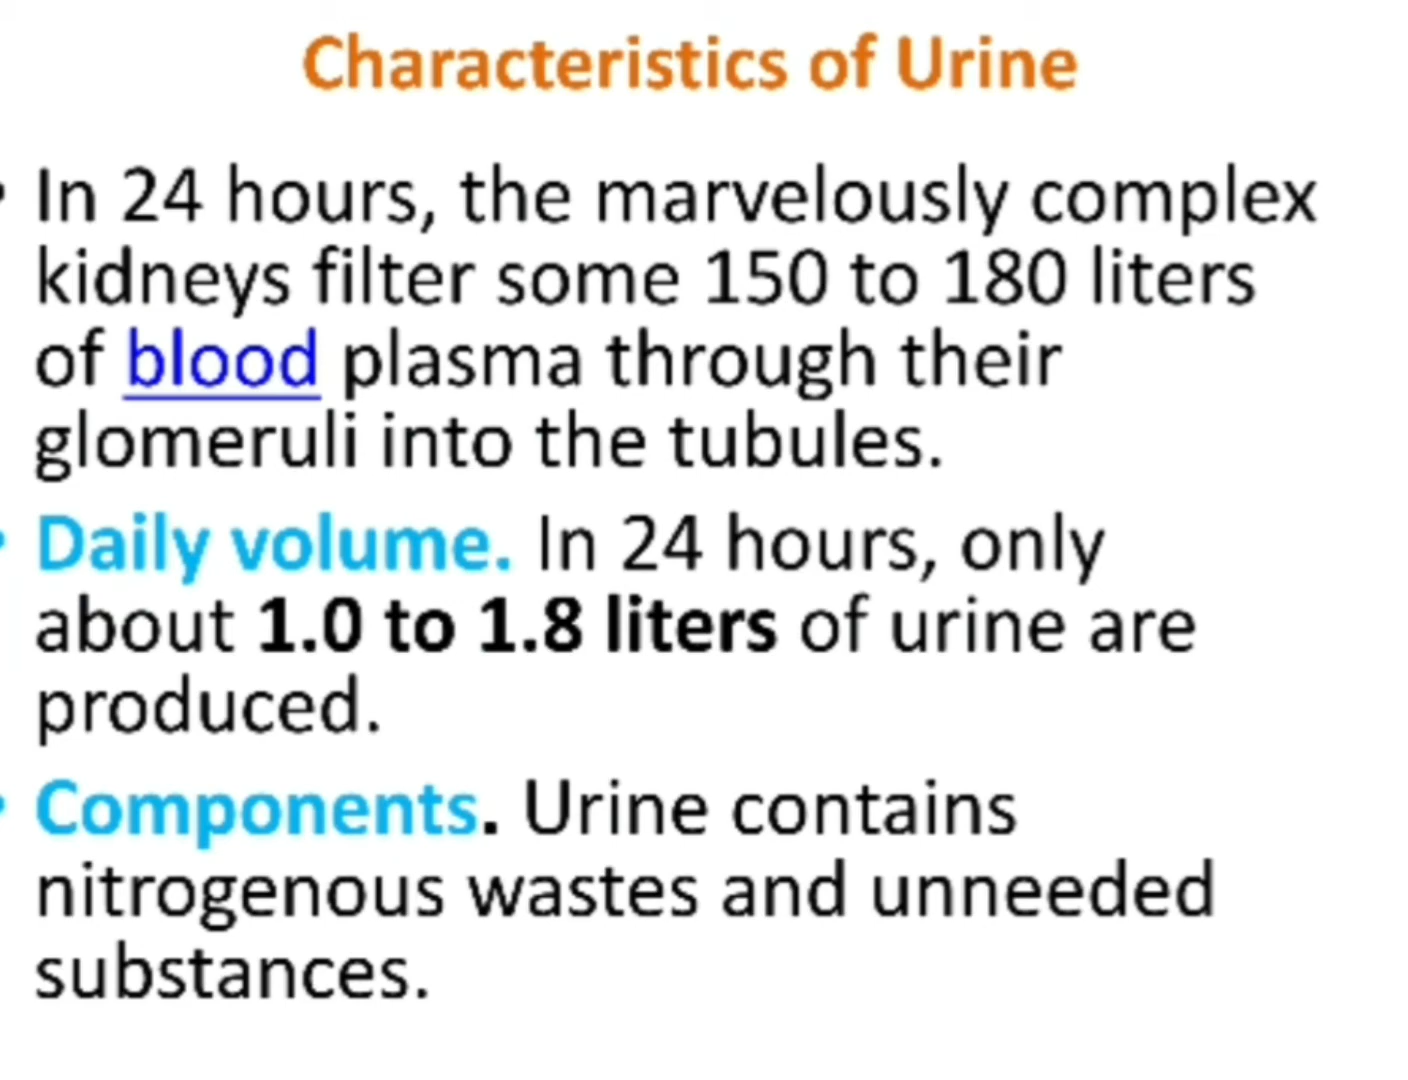 Characteristics of Urine
• In 24 hours, the marvelously complex
kidneys filter some 150 to 180 liters
of blood plasma through their
glomeruli into the tubules.
• Daily volume. In 24 hours, only
about 1.0 to 1.8 liters of urine are
produced.
• Components. Urine contains
nitrogenous wastes and unneeded
substances.